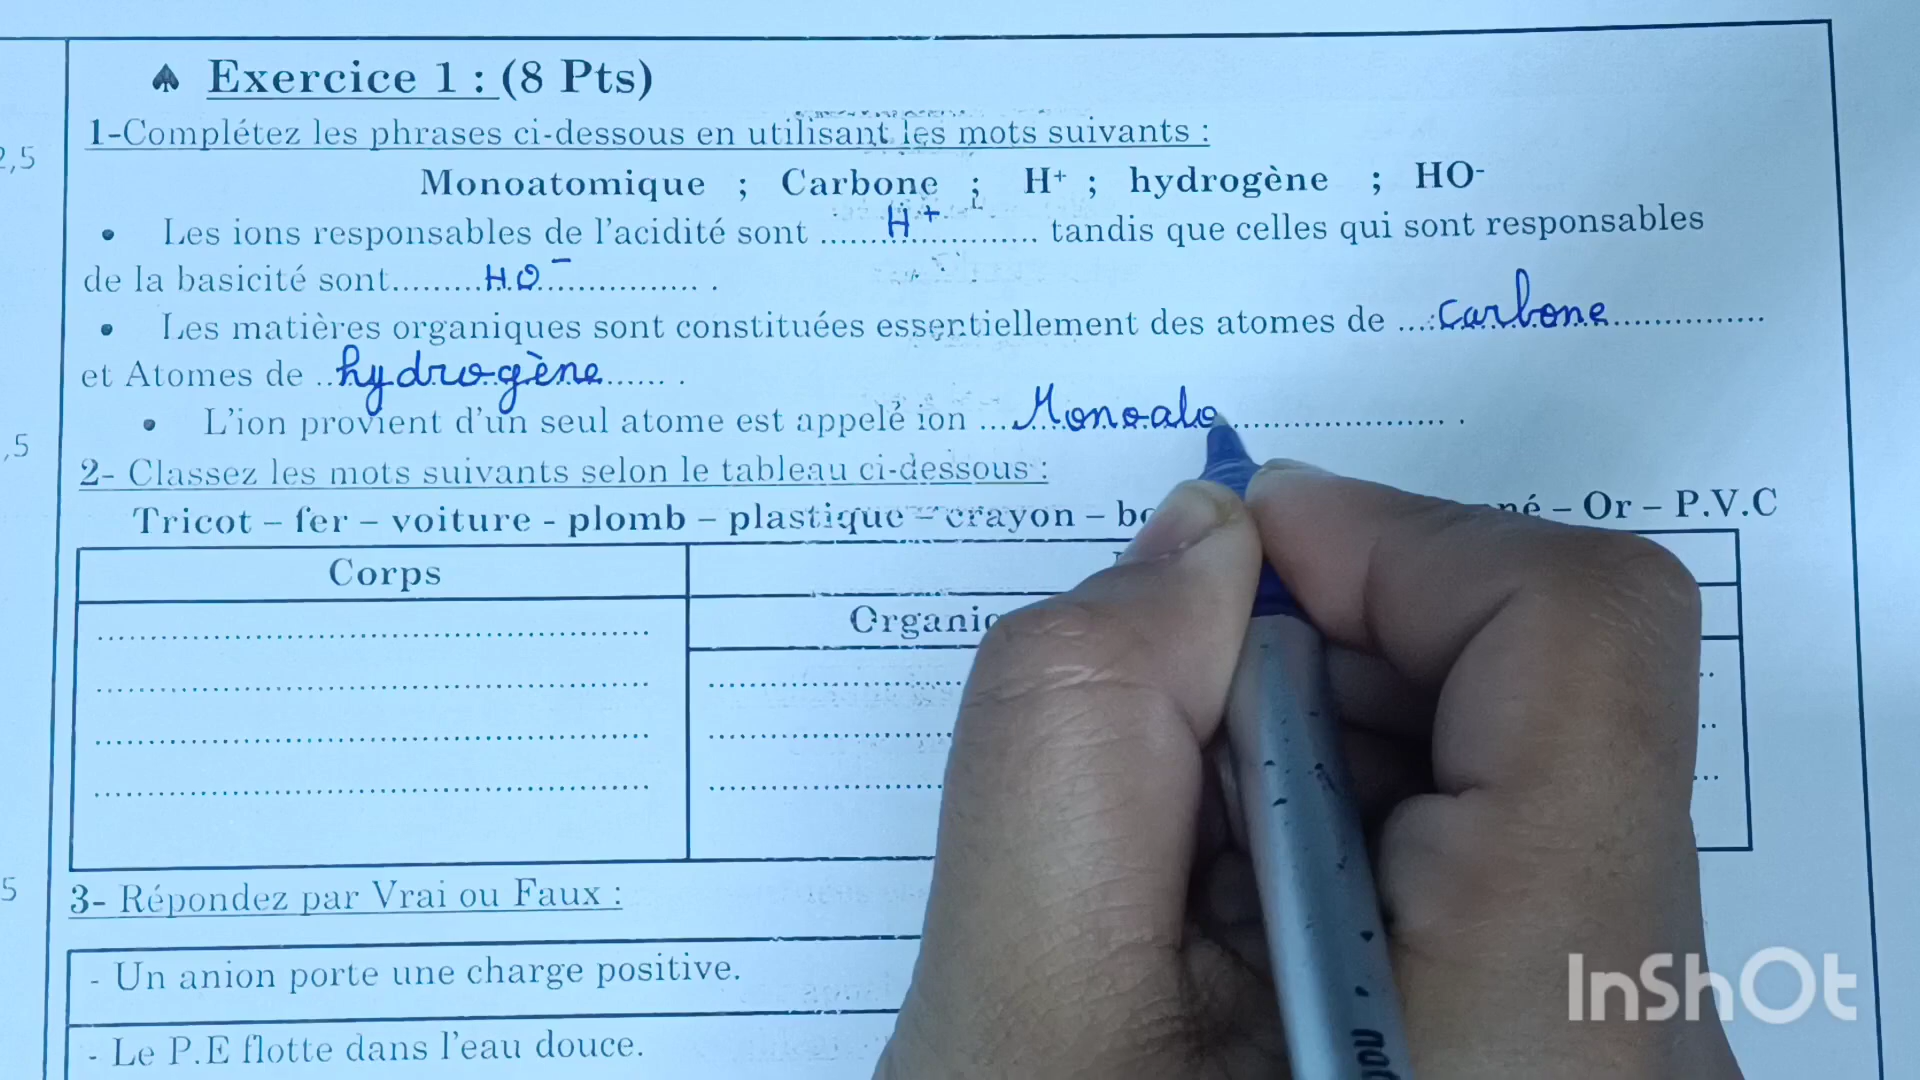 ♠ Exercice 1 : (8 Pts)
1-Complétez les phrases ci-dessous en utilisant les mots suivants :
2,5
Monoatomique ; Carbone ; H+ ; hydrogène ; HO-
• Les ions responsables de l'acidité sont ........H+........ tandis que celles qui sont responsables
de la basicité sont.........HO-................ .
• Les matières organiques sont constituées essentiellement des atomes de ....carbone...............
et Atomes de ..hydrogène...... .
• L'ion provient d'un seul atome est appelé ion ...Monoato....................... .
,5
2- Classez les mots suivants selon le tableau ci-dessous :
Tricot – fer – voiture - plomb – plastique – crayon – – Or – P.V.C
Corps
3- Répondez par Vrai ou Faux :
5
- Un anion porte une charge positive.
- Le P.E flotte dans l'eau douce.
InShOt